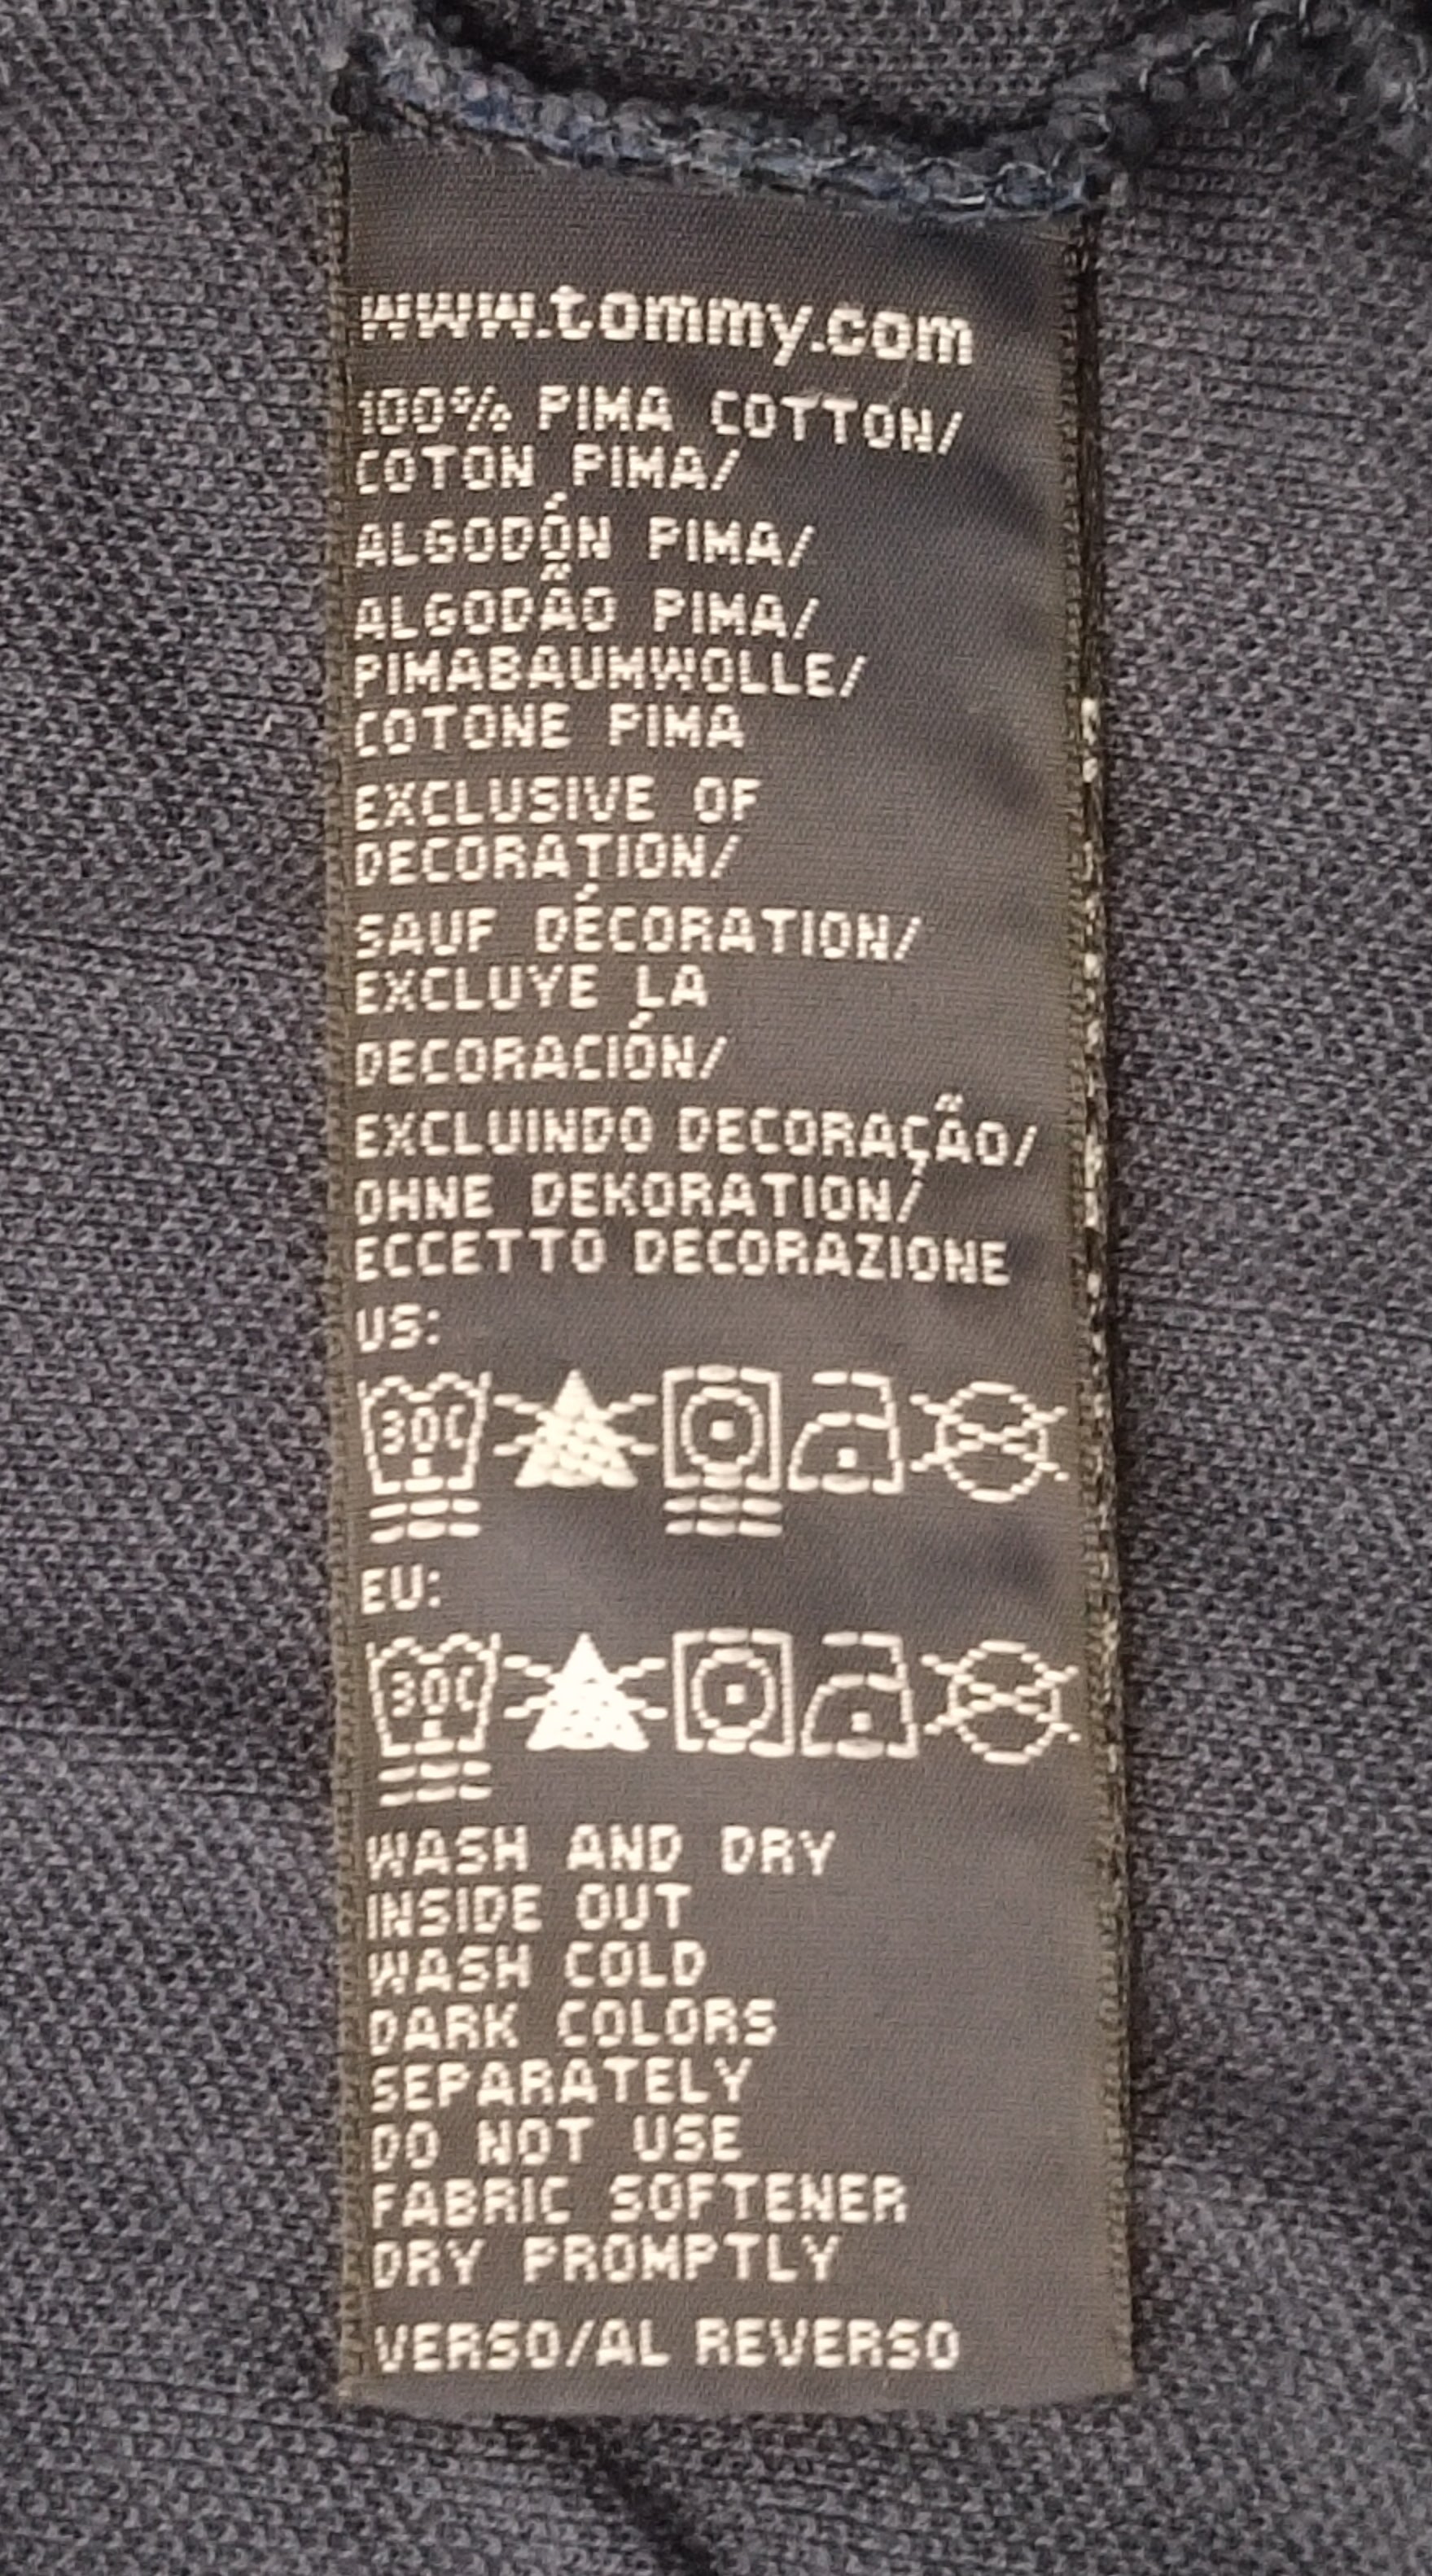 www.tommy.com
100% PIMA COTTON/
COTON PIMA/
ALGODÓN PIMA/
ALGODÃO PIMA/
PIMABAUMWOLLE/
COTONE PIMA
EXCLUSIVE OF
DECORATION/
SAUF DÉCORATION/
EXCLUYE LA
DECORACIÓN/
EXCLUINDO DECORAÇÃO/
OHNE DEKORATION/
ECCETTO DECORAZIONE
US:
30C
EU:
30C
WASH AND DRY
INSIDE OUT
WASH COLD
DARK COLORS
SEPARATELY
DO NOT USE
FABRIC SOFTENER
DRY PROMPTLY
VERSO/AL REVERSO